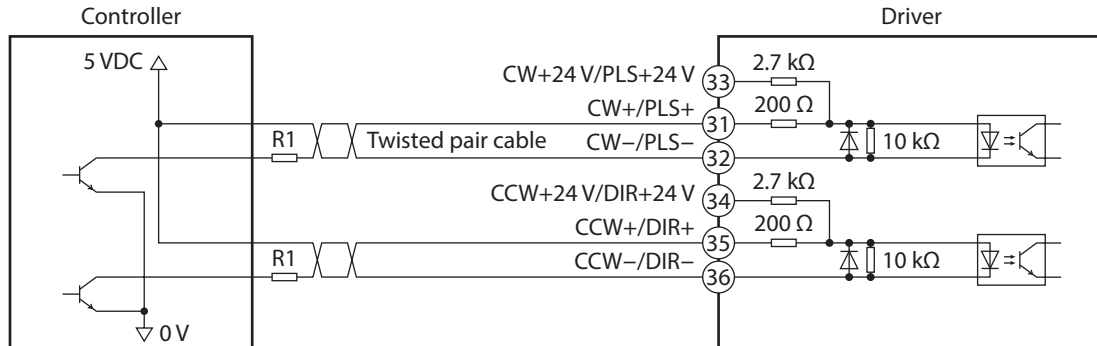 Controller
Driver
5 VDC
CW+24 V/PLS+24 V
33
2.7 kΩ
CW+/PLS+
31
200 Ω
R1
Twisted pair cable
CW−/PLS−
32
10 kΩ
CCW+24 V/DIR+24 V
34
2.7 kΩ
CCW+/DIR+
35
200 Ω
R1
CCW−/DIR−
36
10 kΩ
0 V